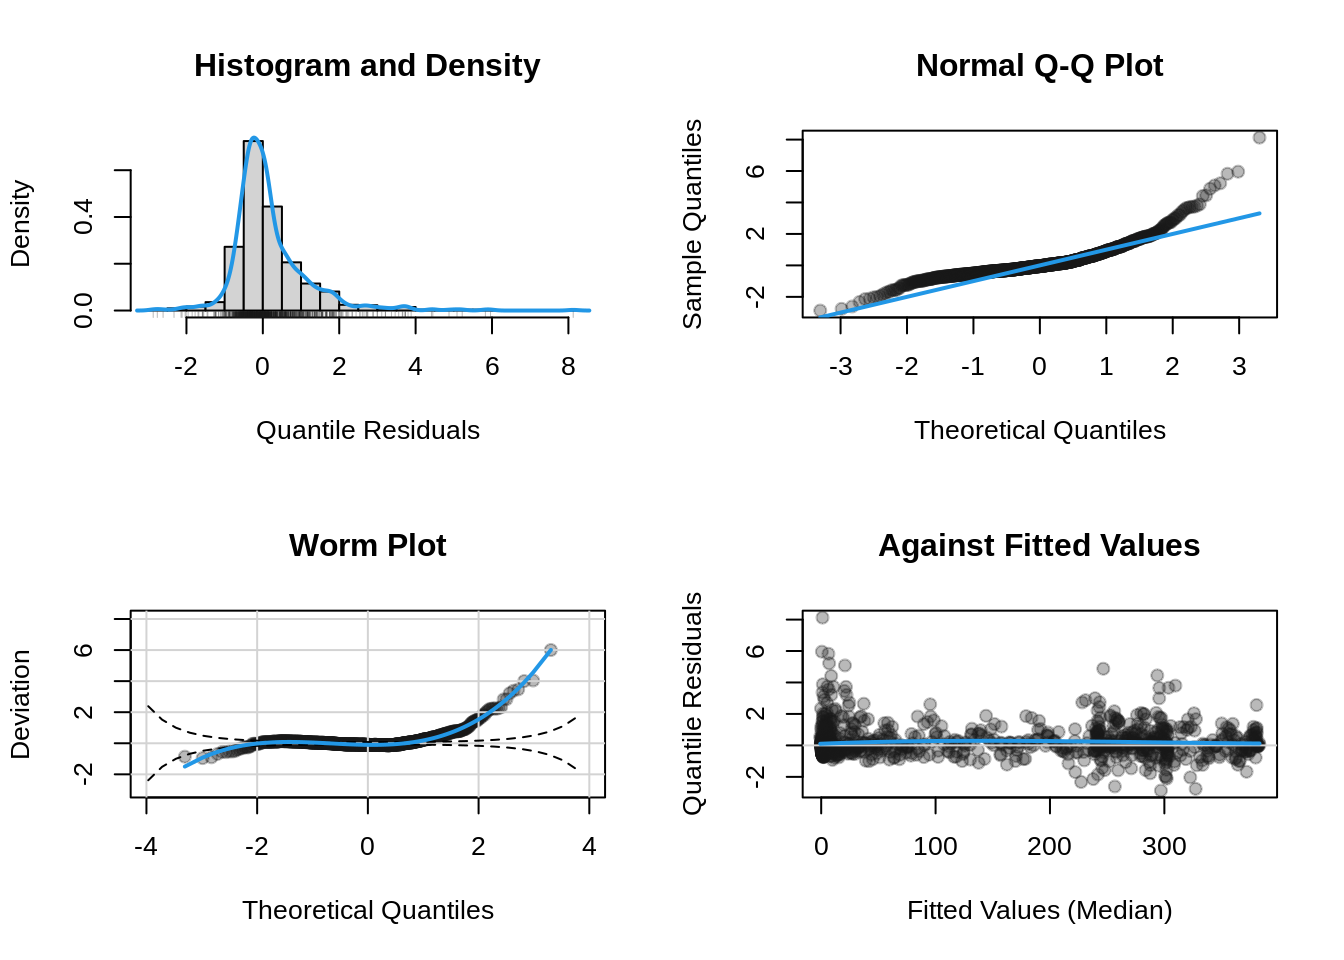 Histogram and Density
Density
0.0 0.4
-2 0 2 4 6 8
Quantile Residuals
Normal Q-Q Plot
Sample Quantiles
-2 2 6
-3 -2 -1 0 1 2 3
Theoretical Quantiles
Worm Plot
Deviation
-2 2 6
-4 -2 0 2 4
Theoretical Quantiles
Against Fitted Values
Quantile Residuals
-2 2 6
0 100 200 300
Fitted Values (Median)